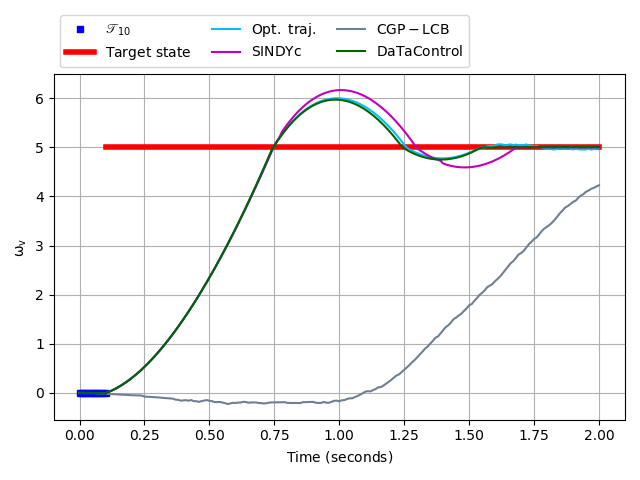 𝒯₁₀ Opt. traj. CGP − LCB
Target state SINDYc DaTaControl
6
5
4
3
2
1
0
ωᵥ
0.00 0.25 0.50 0.75 1.00 1.25 1.50 1.75 2.00
Time (seconds)